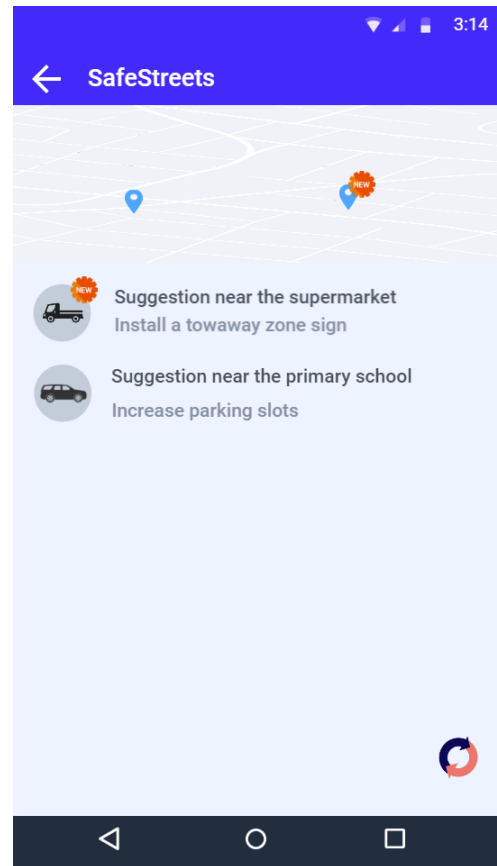 3:14
SafeStreets
NEW
NEW
Suggestion near the supermarket
Install a towaway zone sign
Suggestion near the primary school
Increase parking slots